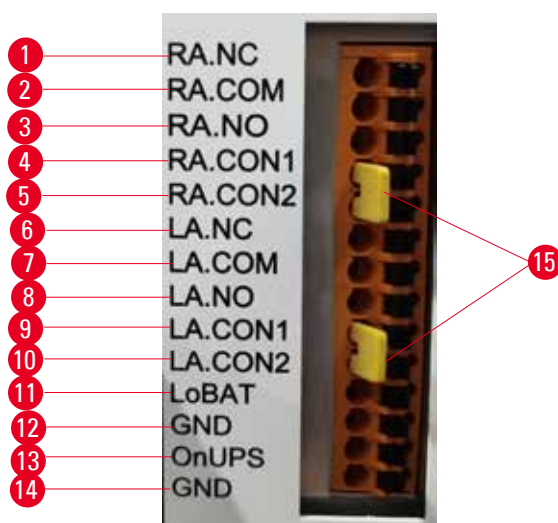 1 RA.NC
2 RA.COM
3 RA.NO
4 RA.CON1
5 RA.CON2
6 LA.NC
7 LA.COM
8 LA.NO
9 LA.CON1
10 LA.CON2
11 LoBAT
12 GND
13 OnUPS
14 GND
15